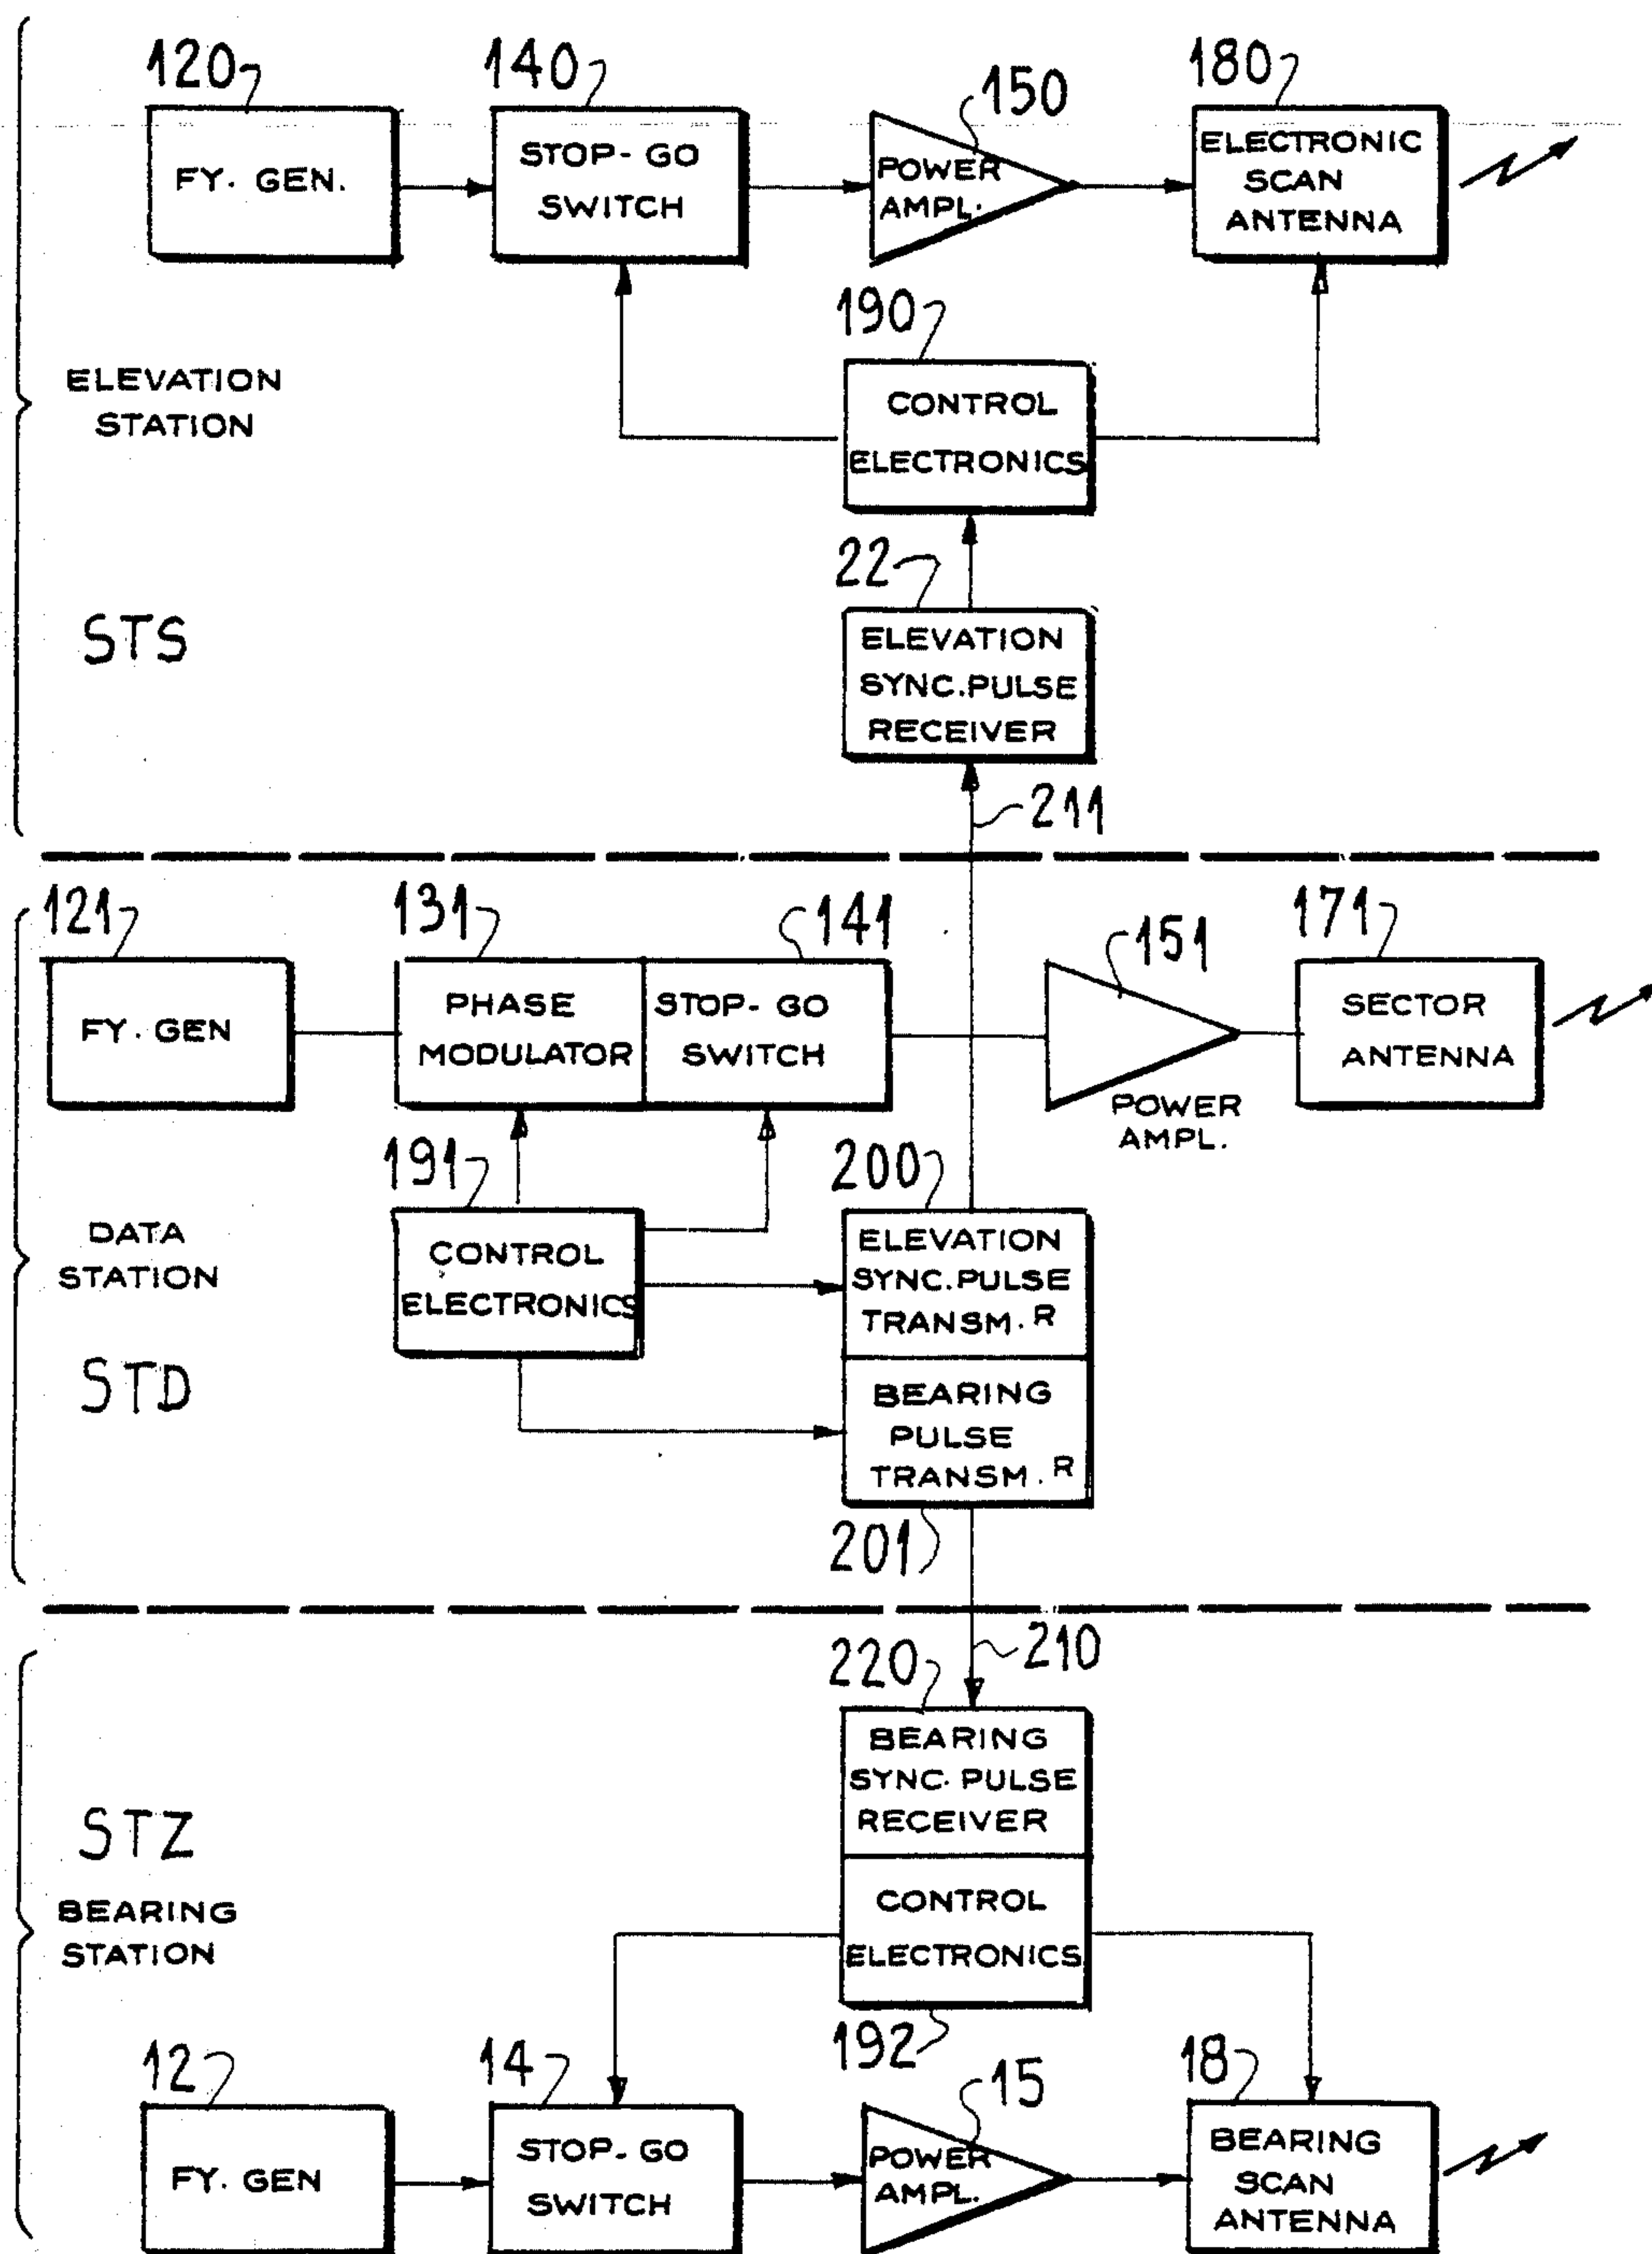 120
140
150
180
FY. GEN.
STOP-GO
SWITCH
POWER
AMPL.
ELECTRONIC
SCAN
ANTENNA
190
ELEVATION
STATION
CONTROL
ELECTRONICS
22
STS
ELEVATION
SYNC. PULSE
RECEIVER
211
121
131
141
151
171
FY. GEN
PHASE
MODULATOR
STOP-GO
SWITCH
SECTOR
ANTENNA
POWER
AMPL.
191
200
DATA
STATION
CONTROL
ELECTRONICS
ELEVATION
SYNC. PULSE
TRANSM. R
STD
BEARING
PULSE
TRANSM. R
201
210
220
BEARING
SYNC. PULSE
RECEIVER
STZ
BEARING
STATION
CONTROL
ELECTRONICS
192
12
14
15
18
FY. GEN
STOP-GO
SWITCH
POWER
AMPL.
BEARING
SCAN
ANTENNA